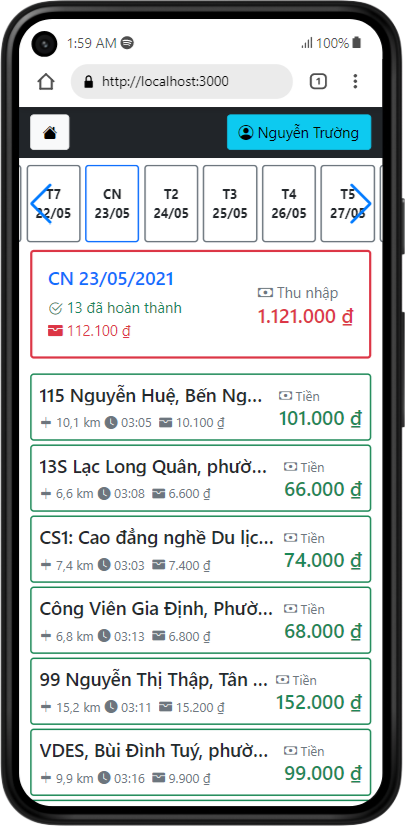 1:59 AM 100%
http://localhost:3000 1
Nguyễn Trường
T7 CN T2 T3 T4 T5
22/05 23/05 24/05 25/05 26/05 27/05
CN 23/05/2021
Thu nhập
13 đã hoàn thành
1.121.000 ₫
112.100 ₫
115 Nguyễn Huệ, Bến Ng... Tiền
10,1 km 03:05 10.100 ₫ 101.000 ₫
13S Lạc Long Quân, phườ... Tiền
6,6 km 03:08 6.600 ₫ 66.000 ₫
CS1: Cao đẳng nghề Du lịc... Tiền
7,4 km 03:03 7.400 ₫ 74.000 ₫
Công Viên Gia Định, Phườ... Tiền
6,8 km 03:13 6.800 ₫ 68.000 ₫
99 Nguyễn Thị Thập, Tân ... Tiền
15,2 km 03:11 15.200 ₫ 152.000 ₫
VDES, Bùi Đình Tuý, phườ... Tiền
9,9 km 03:16 9.900 ₫ 99.000 ₫